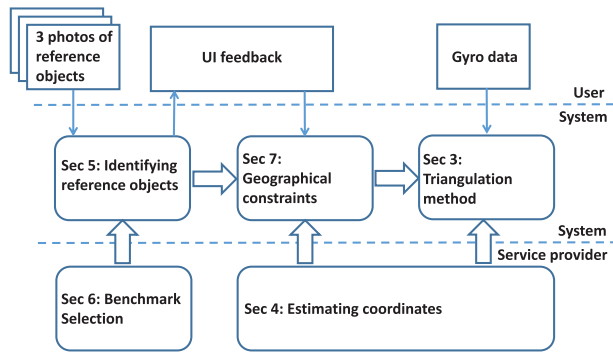 3 photos of
reference
objects
UI feedback
Gyro data
User
System
Sec 5: Identifying
reference objects
Sec 7:
Geographical
constraints
Sec 3:
Triangulation
method
System
Service provider
Sec 6: Benchmark
Selection
Sec 4: Estimating coordinates